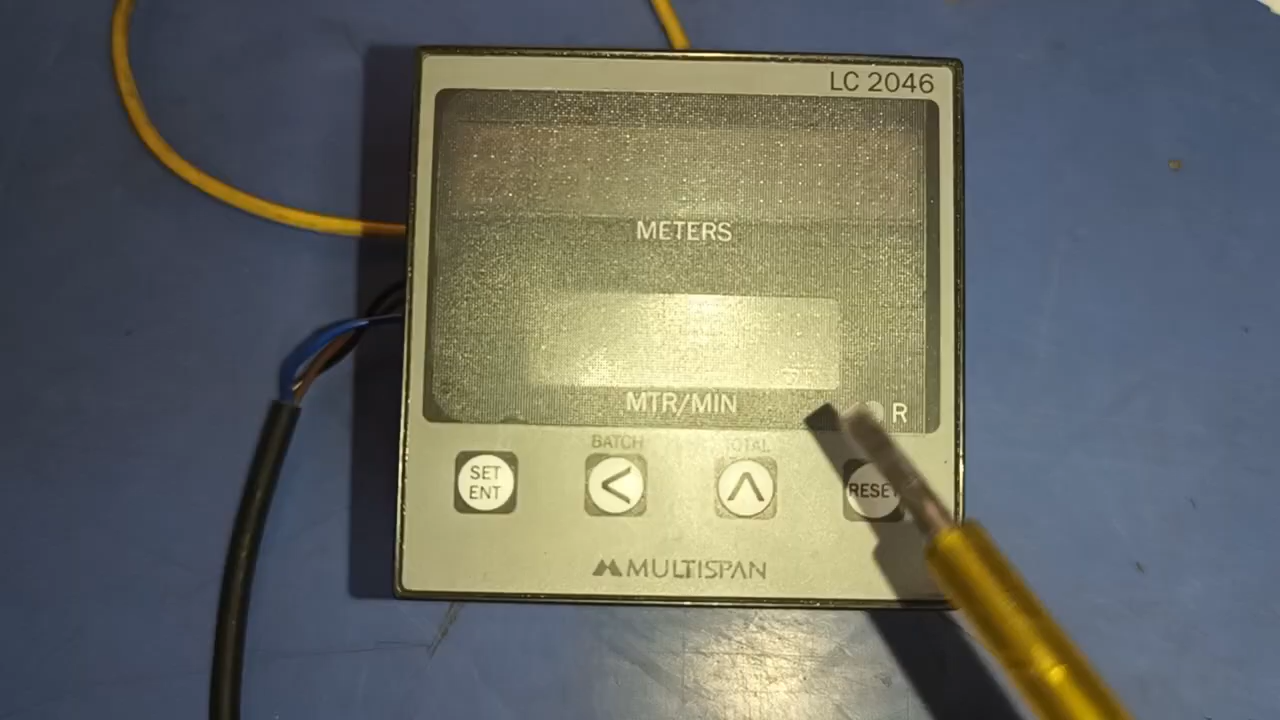 LC 2046
METERS
MTR/MIN
R
BATCH
TOTAL
SET
ENT
RESET
MULTISPAN